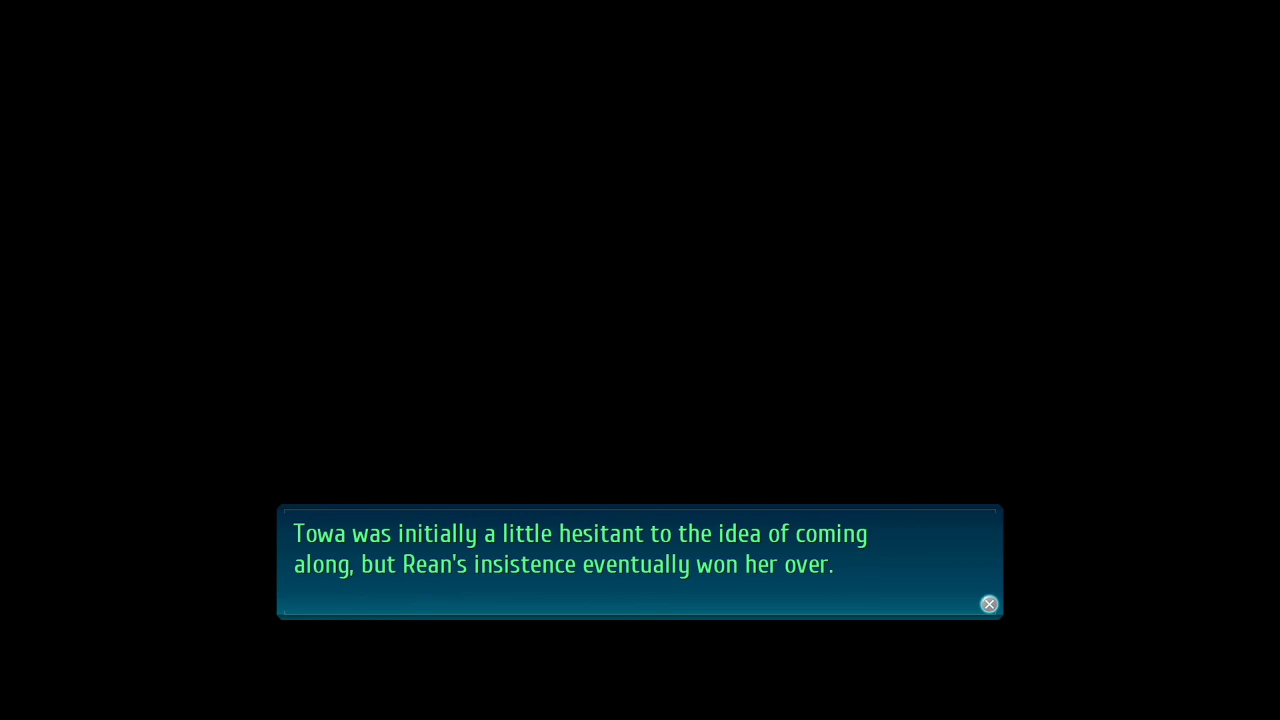 Towa was initially a little hesitant to the idea of coming
along, but Rean's insistence eventually won her over.